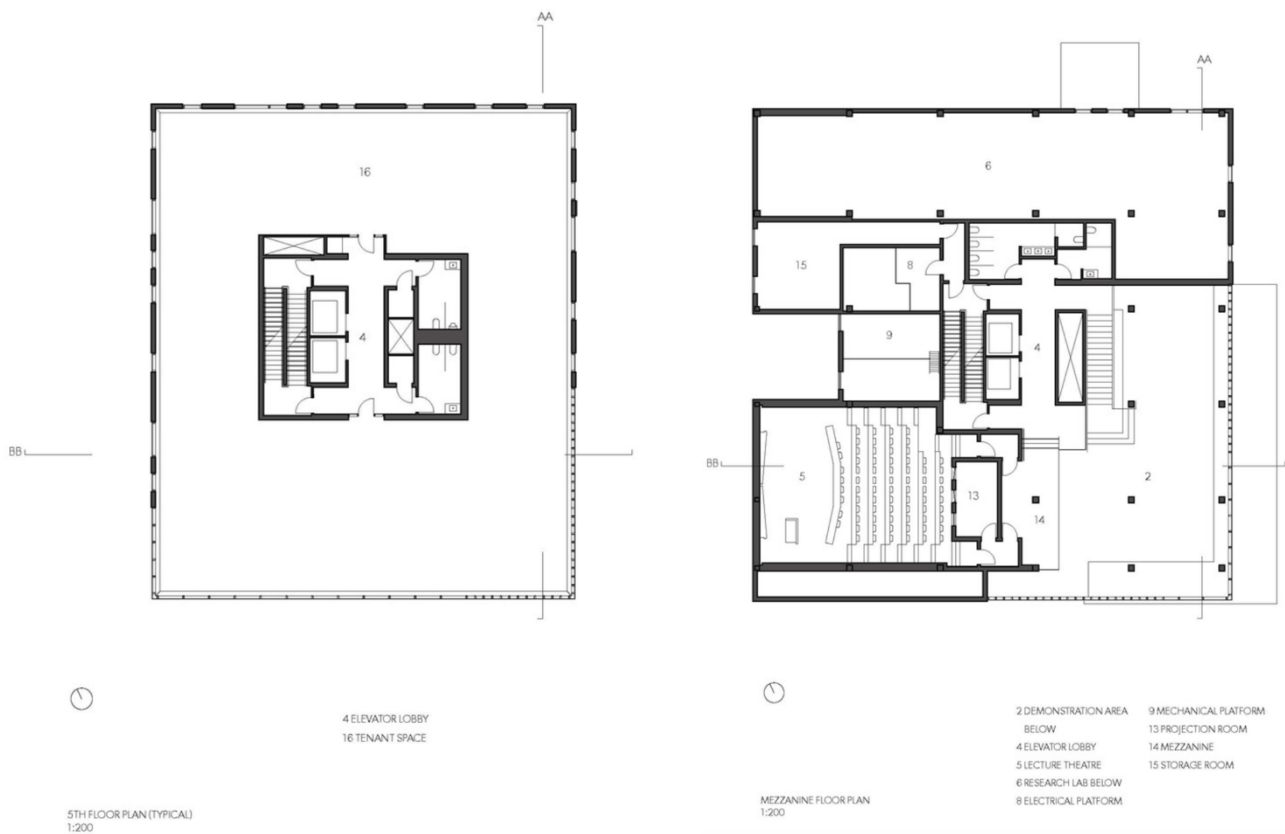 AA
16
4
BB
4 ELEVATOR LOBBY
16 TENANT SPACE
5TH FLOOR PLAN (TYPICAL)
1:200
AA
6
15
8
9
4
BB
5
13
14
2
2 DEMONSTRATION AREA
BELOW
4 ELEVATOR LOBBY
5 LECTURE THEATRE
6 RESEARCH LAB BELOW
8 ELECTRICAL PLATFORM
9 MECHANICAL PLATFORM
13 PROJECTION ROOM
14 MEZZANINE
15 STORAGE ROOM
MEZZANINE FLOOR PLAN
1:200